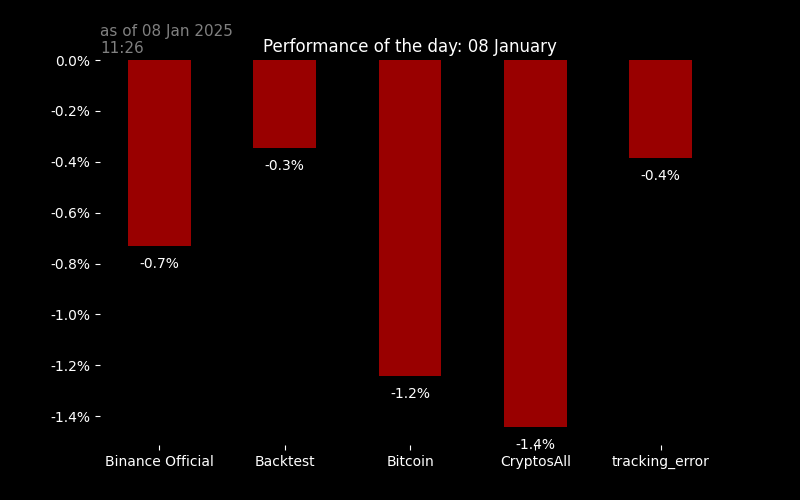 as of 08 Jan 2025
11:26
Performance of the day: 08 January
0.0%
-0.2%
-0.4%
-0.6%
-0.8%
-1.0%
-1.2%
-1.4%
-0.7%
-0.3%
-1.2%
-1.4%
-0.4%
Binance Official
Backtest
Bitcoin
CryptosAll
tracking_error